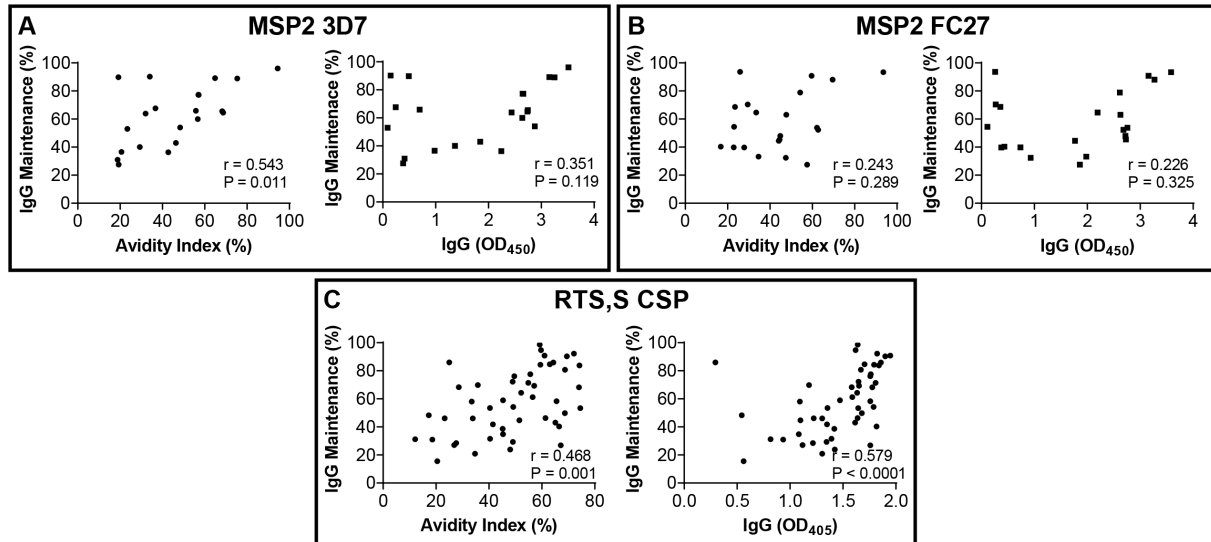 A
MSP2 3D7
IgG Maintenance (%)
100
80
60
40
20
0
r = 0.543
P = 0.011
0 20 40 60 80 100
Avidity Index (%)
IgG Maintenace (%)
100
80
60
40
20
0
r = 0.351
P = 0.119
0 1 2 3 4
IgG (OD450)
B
MSP2 FC27
IgG Maintenance (%)
100
80
60
40
20
0
r = 0.243
P = 0.289
0 20 40 60 80 100
Avidity Index (%)
IgG Maintenance (%)
100
80
60
40
20
0
r = 0.226
P = 0.325
0 1 2 3 4
IgG (OD450)
C
RTS,S CSP
IgG Maintenance (%)
100
80
60
40
20
0
r = 0.468
P = 0.001
0 20 40 60 80
Avidity Index (%)
IgG Maintenance (%)
100
80
60
40
20
0
r = 0.579
P < 0.0001
0.0 0.5 1.0 1.5 2.0
IgG (OD405)